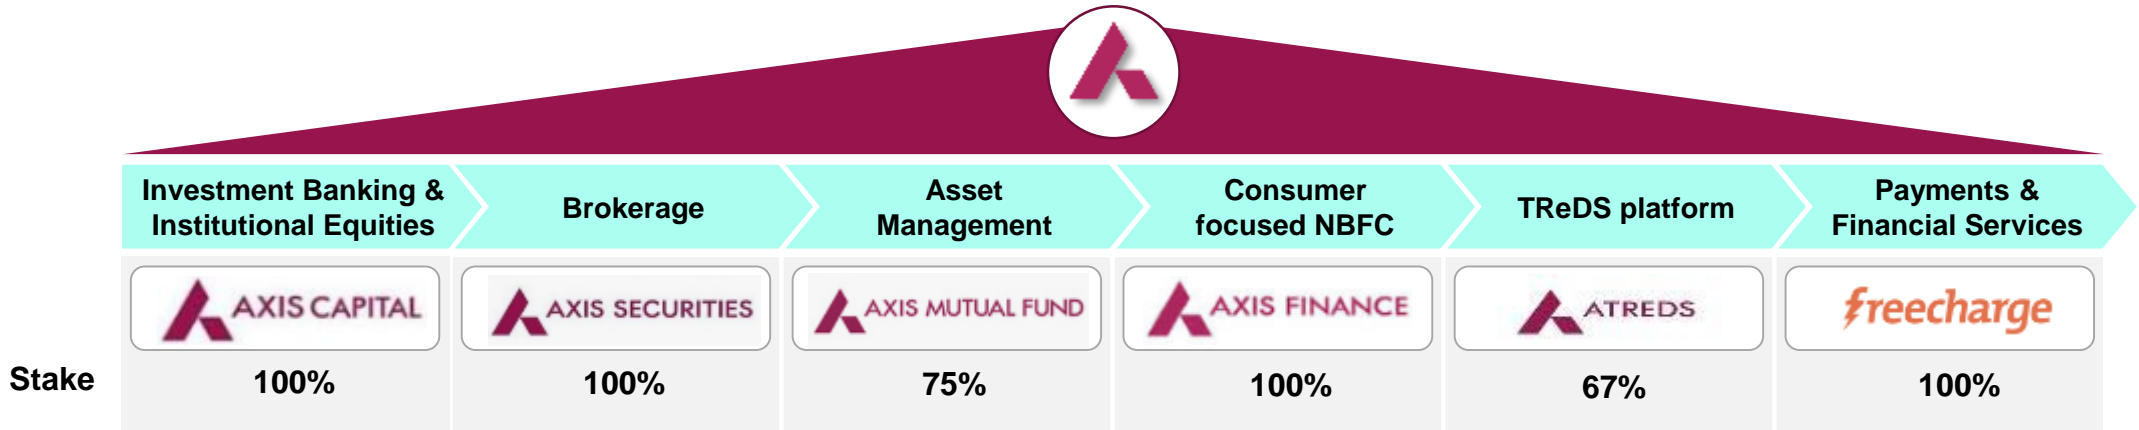 Investment Banking &
Institutional Equities
Brokerage
Asset
Management
Consumer
focused NBFC
TReDS platform
Payments &
Financial Services
AXIS CAPITAL
AXIS SECURITIES
AXIS MUTUAL FUND
AXIS FINANCE
ATREDS
freecharge
Stake
100%
100%
75%
100%
67%
100%